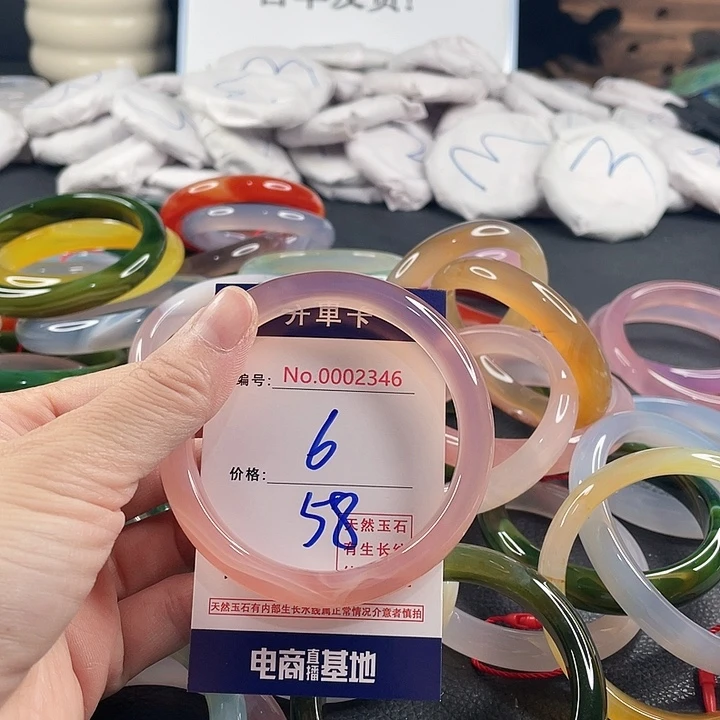 开单卡
编号: No.0002346
6
价格:
58
天然玉石
有生长纹
天然玉石有内部生长水线属正常情况介意者慎拍
电商直播基地